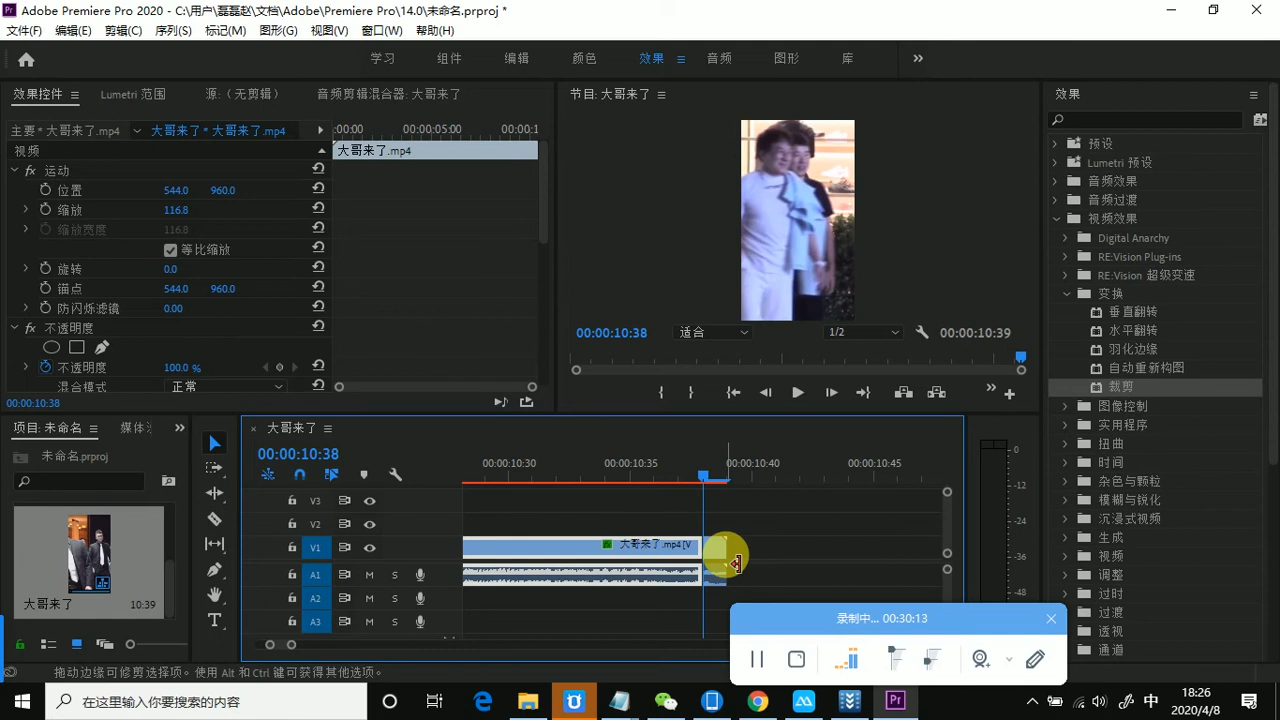 Adobe Premiere Pro 2020 - C:\用户\磊磊赵\文档\Adobe\Premiere Pro\14.0\未命名.prproj *
文件(F) 编辑(E) 剪辑(C) 序列(S) 标记(M) 图形(G) 视图(V) 窗口(W) 帮助(H)
学习 组件 编辑 颜色 效果 音频 图形 库
效果控件 Lumetri 范围 源:（无剪辑） 音频剪辑混合器: 大哥来了
主要 * 大哥来了.mp4 大哥来了 * 大哥来了.mp4
:00:00 00:00:05:00 00:00:1
视频
大哥来了.mp4
fx 运动
位置 544.0 960.0
缩放 116.8
缩放宽度 116.8
等比缩放
旋转 0.0
锚点 544.0 960.0
防闪烁滤镜 0.00
fx 不透明度
不透明度 100.0 %
混合模式 正常
00:00:10:38
节目: 大哥来了
00:00:10:38 适合 1/2 00:00:10:39
效果
预设
Lumetri 预设
音频效果
音频过渡
视频效果
Digital Anarchy
RE:Vision Plug-ins
RE:Vision 超级变速
变换
垂直翻转
水平翻转
羽化边缘
自动重新构图
裁剪
图像控制
实用程序
扭曲
时间
杂色与颗粒
模糊与锐化
沉浸式视频
生成
视频
调整
过时
过渡
透视
通道
项目: 未命名 媒体
未命名.prproj
大哥来了 10:39
× 大哥来了
00:00:10:38
00:00:10:30 00:00:10:35 00:00:10:40 00:00:10:45
V3
V2
V1 大哥来了.mp4 [V
A1 M S
A2 M S
A3 M S
0
-12
-24
-36
-48
录制中... 00:30:13
拖动边缘可修剪选择项。使用 Alt 和 Ctrl 键可获得其他项。
在这里输入你要搜索的内容
中
18:26
2020/4/8